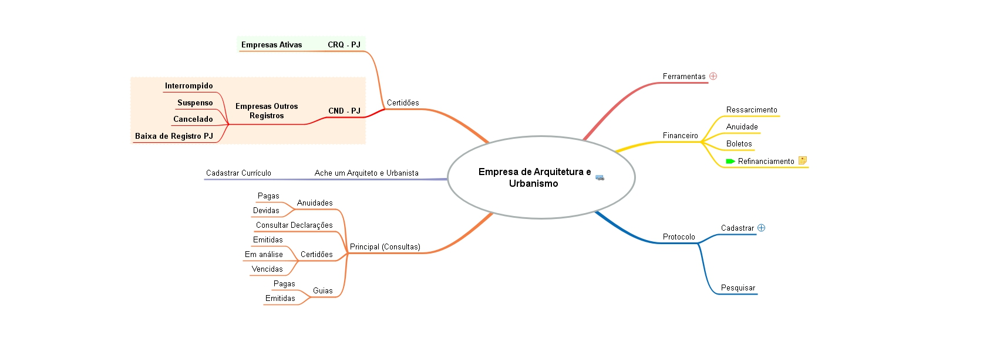 Empresa de Arquitetura e
Urbanismo
Ferramentas
Financeiro
Ressarcimento
Anuidade
Boletos
Refinanciamento
Protocolo
Cadastrar
Pesquisar
Certidões
CRQ - PJ
Empresas Ativas
CND - PJ
Empresas Outros
Registros
Interrompido
Suspenso
Cancelado
Baixa de Registro PJ
Ache um Arquiteto e Urbanista
Cadastrar Currículo
Principal (Consultas)
Anuidades
Pagas
Devidas
Consultar Declarações
Certidões
Emitidas
Em análise
Vencidas
Guias
Pagas
Emitidas